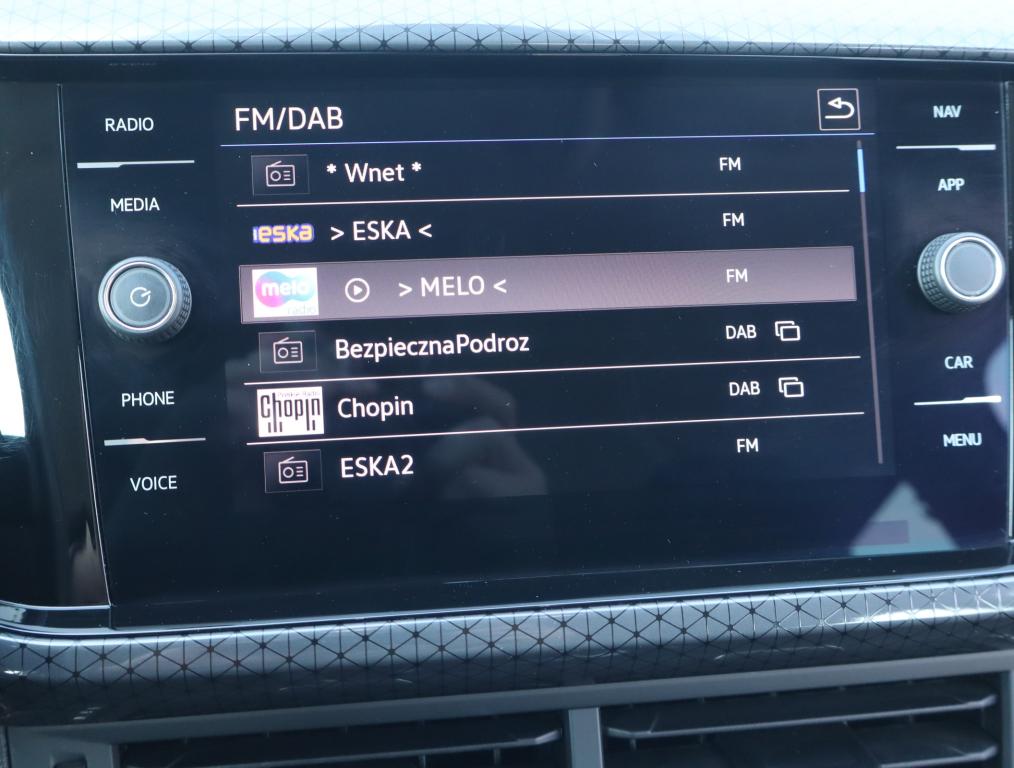 RADIO
MEDIA
PHONE
VOICE
FM/DAB
* Wnet * FM
eska > ESKA < FM
melo radio > MELO < FM
BezpiecznaPodroz DAB
Chopin Chopin DAB
ESKA2 FM
NAV
APP
CAR
MENU